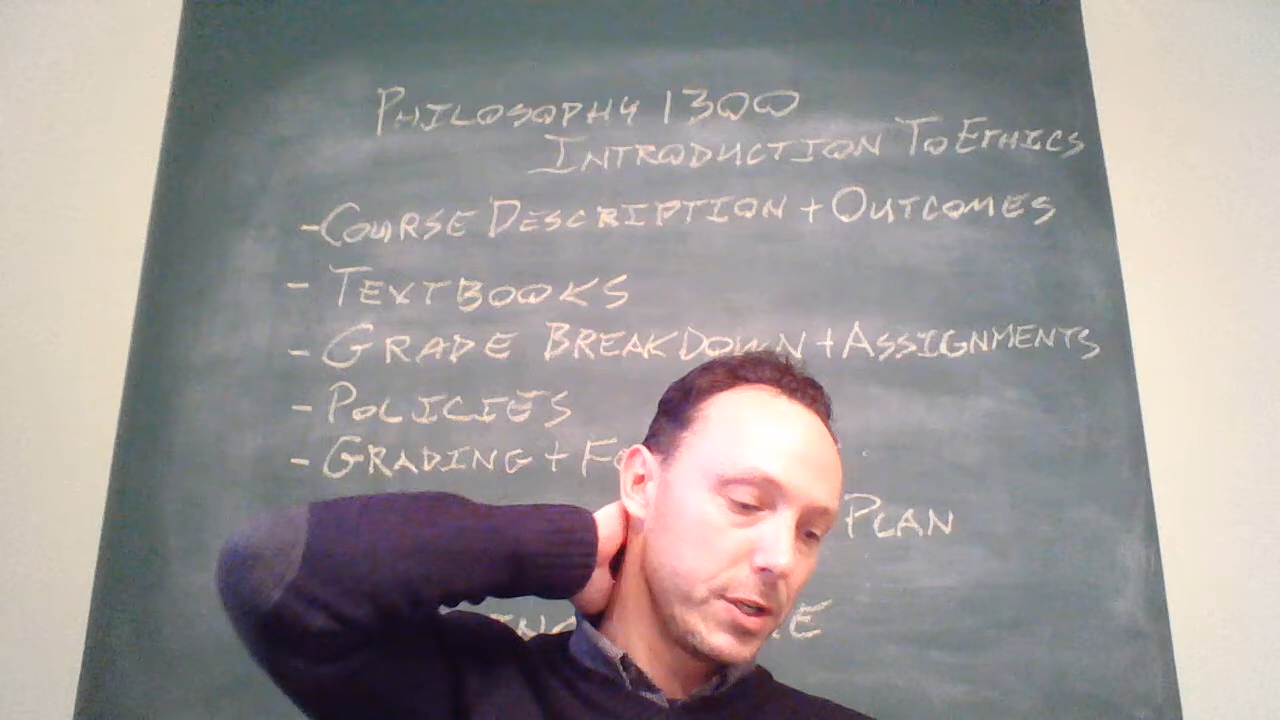 PHILOSOPHY 1300
INTRODUCTION TO ETHICS
- COURSE DESCRIPTION + OUTCOMES
- TEXTBOOKS
- GRADE BREAKDOWN + ASSIGNMENTS
- POLICIES
- GRADING +
PLAN